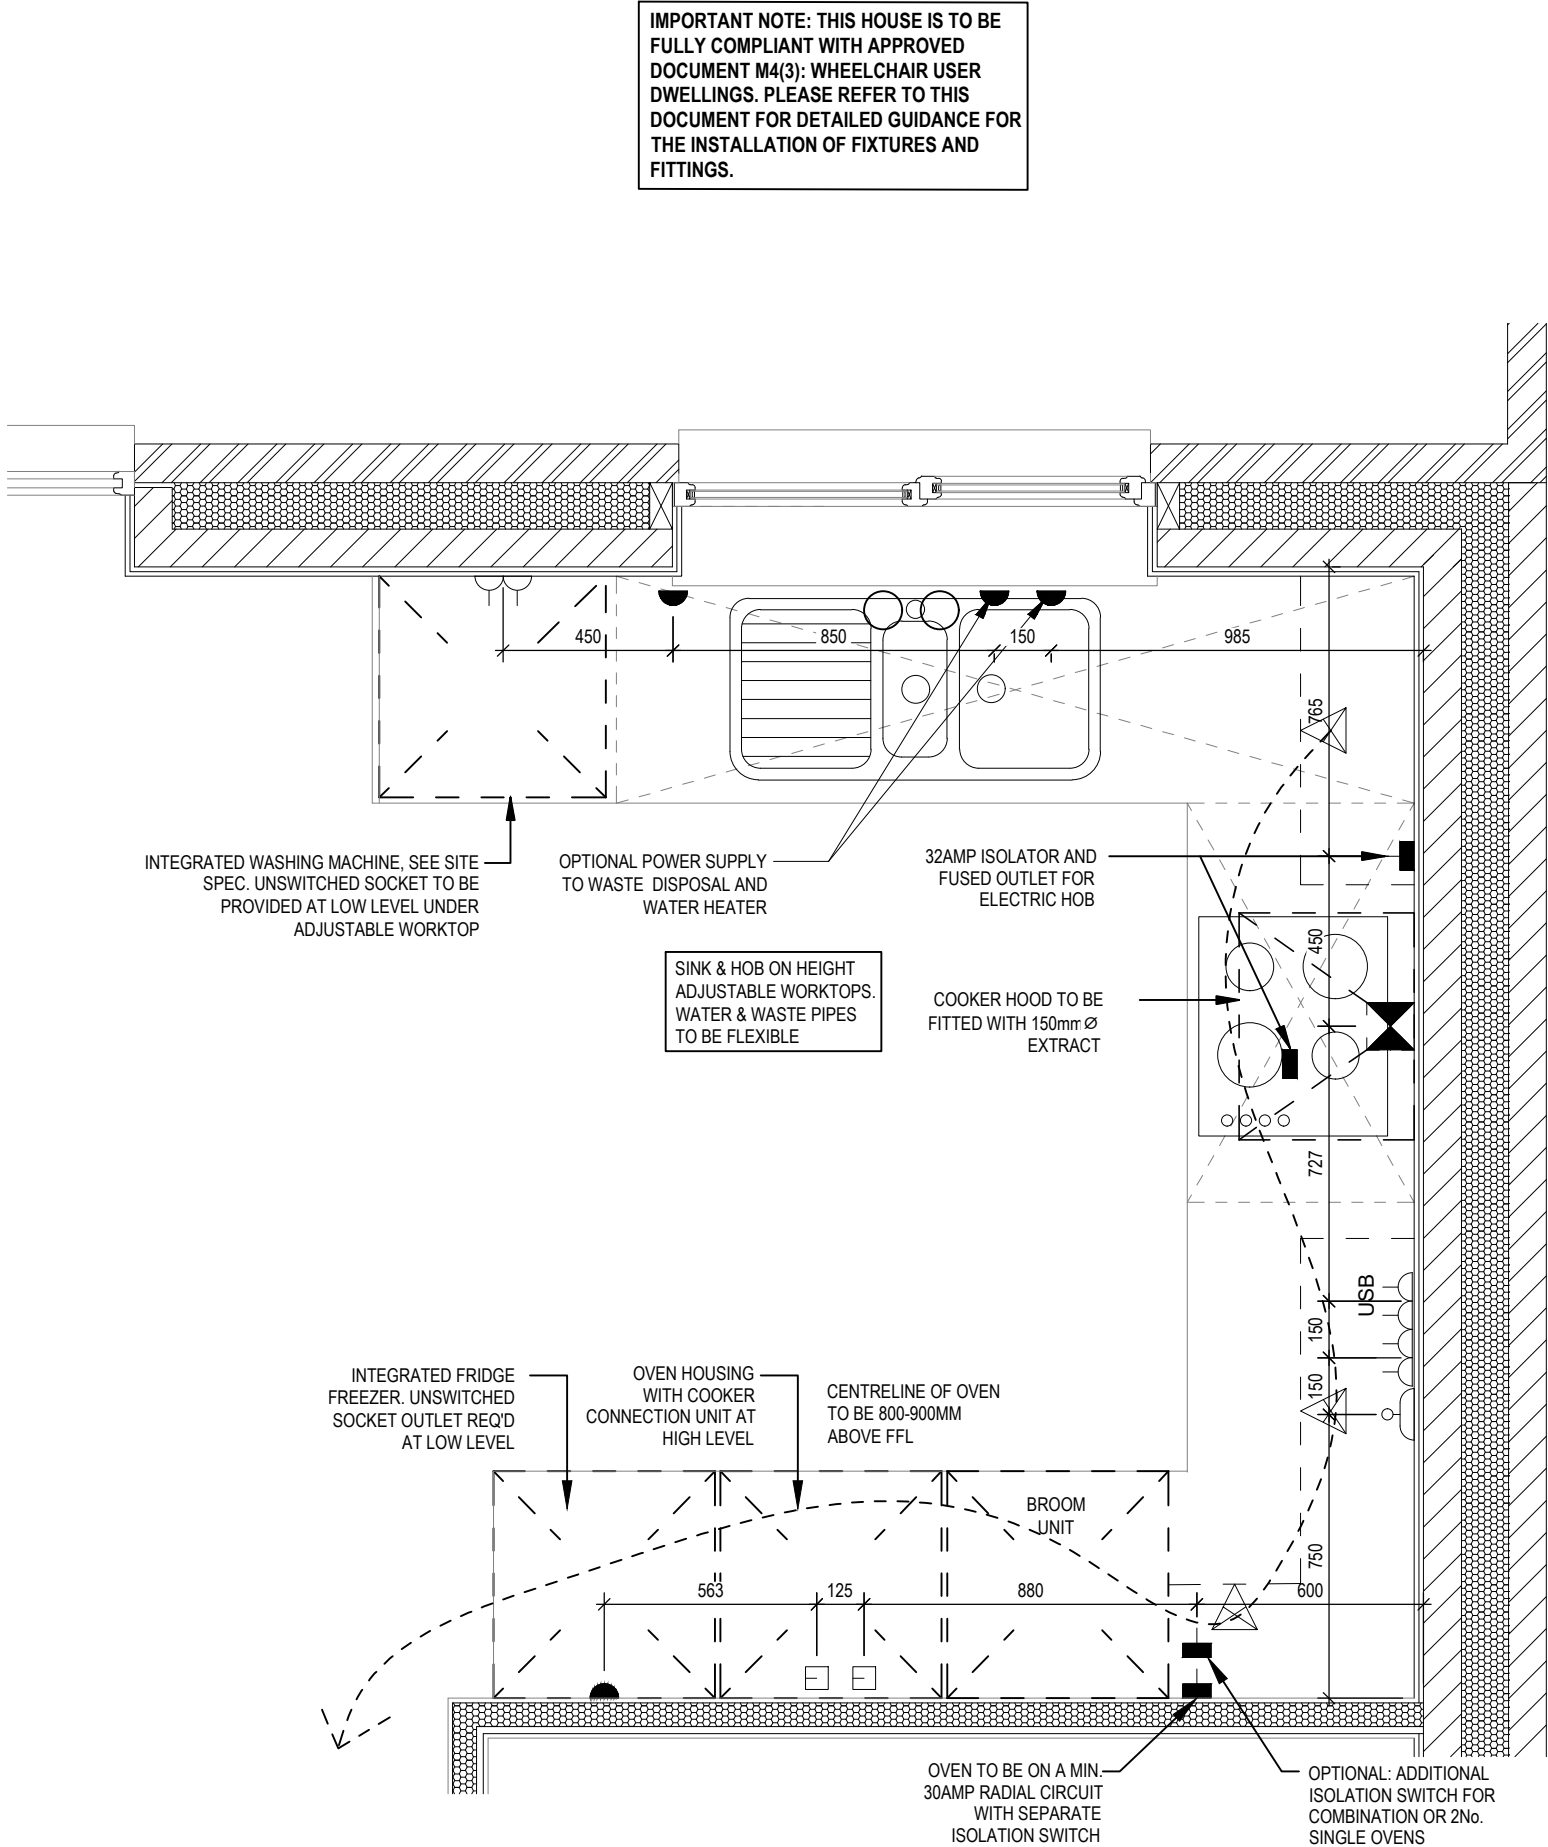 IMPORTANT NOTE: THIS HOUSE IS TO BE
FULLY COMPLIANT WITH APPROVED
DOCUMENT M4(3): WHEELCHAIR USER
DWELLINGS. PLEASE REFER TO THIS
DOCUMENT FOR DETAILED GUIDANCE FOR
THE INSTALLATION OF FIXTURES AND
FITTINGS.
450
850
150
985
765
INTEGRATED WASHING MACHINE, SEE SITE
SPEC. UNSWITCHED SOCKET TO BE
PROVIDED AT LOW LEVEL UNDER
ADJUSTABLE WORKTOP
OPTIONAL POWER SUPPLY
TO WASTE DISPOSAL AND
WATER HEATER
32AMP ISOLATOR AND
FUSED OUTLET FOR
ELECTRIC HOB
450
SINK & HOB ON HEIGHT
ADJUSTABLE WORKTOPS.
WATER & WASTE PIPES
TO BE FLEXIBLE
COOKER HOOD TO BE
FITTED WITH 150mm Ø
EXTRACT
727
USB
150
150
INTEGRATED FRIDGE
FREEZER. UNSWITCHED
SOCKET OUTLET REQ'D
AT LOW LEVEL
OVEN HOUSING
WITH COOKER
CONNECTION UNIT AT
HIGH LEVEL
CENTRELINE OF OVEN
TO BE 800-900MM
ABOVE FFL
BROOM
UNIT
750
563
125
880
600
OVEN TO BE ON A MIN.
30AMP RADIAL CIRCUIT
WITH SEPARATE
ISOLATION SWITCH
OPTIONAL: ADDITIONAL
ISOLATION SWITCH FOR
COMBINATION OR 2No.
SINGLE OVENS